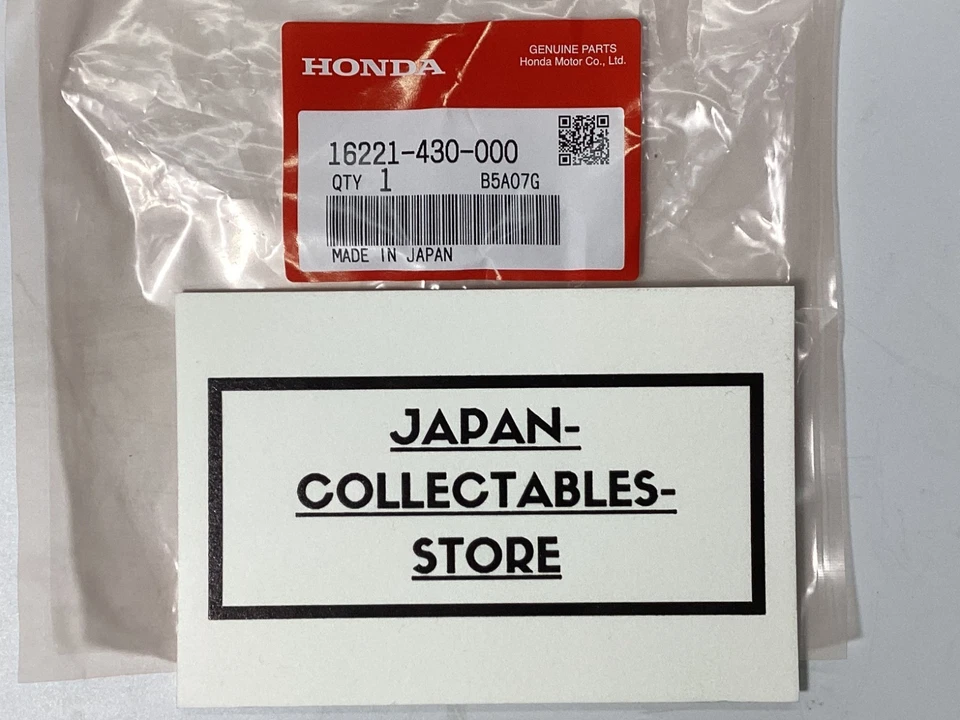 HONDA
GENUINE PARTS
Honda Motor Co., Ltd.
16221-430-000
QTY 1 B5A07G
MADE IN JAPAN
JAPAN-
COLLECTABLES-
STORE